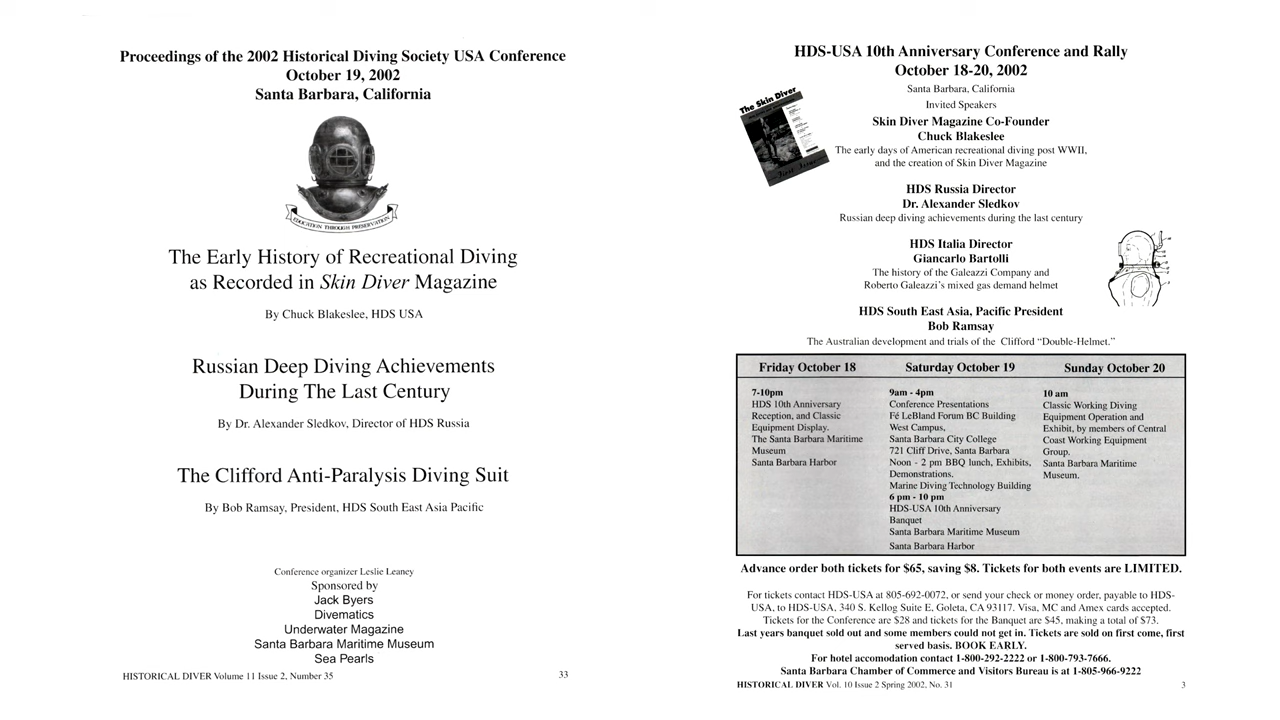 Proceedings of the 2002 Historical Diving Society USA Conference
October 19, 2002
Santa Barbara, California
EDUCATION THROUGH PRESERVATION
The Early History of Recreational Diving
as Recorded in Skin Diver Magazine
By Chuck Blakeslee, HDS USA
Russian Deep Diving Achievements
During The Last Century
By Dr. Alexander Sledkov, Director of HDS Russia
The Clifford Anti-Paralysis Diving Suit
By Bob Ramsay, President, HDS South East Asia Pacific
Conference organizer Leslie Leaney
Sponsored by
Jack Byers
Divematics
Underwater Magazine
Santa Barbara Maritime Museum
Sea Pearls
HISTORICAL DIVER Volume 11 Issue 2, Number 35
33
HDS-USA 10th Anniversary Conference and Rally
October 18-20, 2002
Santa Barbara, California
Invited Speakers
The Skin Diver
Skin Diver Magazine Co-Founder
Chuck Blakeslee
The early days of American recreational diving post WWII,
and the creation of Skin Diver Magazine
HDS Russia Director
Dr. Alexander Sledkov
Russian deep diving achievements during the last century
HDS Italia Director
Giancarlo Bartolli
The history of the Galeazzi Company and
Roberto Galeazzi's mixed gas demand helmet
HDS South East Asia, Pacific President
Bob Ramsay
The Australian development and trials of the Clifford “Double-Helmet.”
Friday October 18
7-10pm
HDS 10th Anniversary
Reception, and Classic
Equipment Display.
The Santa Barbara Maritime
Museum
Santa Barbara Harbor
Saturday October 19
9am - 4pm
Conference Presentations
Fé LeBland Forum BC Building
West Campus,
Santa Barbara City College
721 Cliff Drive, Santa Barbara
Noon - 2 pm BBQ lunch, Exhibits,
Demonstrations.
Marine Diving Technology Building
6 pm - 10 pm
HDS-USA 10th Anniversary
Banquet
Santa Barbara Maritime Museum
Santa Barbara Harbor
Sunday October 20
10 am
Classic Working Diving
Equipment Operation and
Exhibit, by members of Central
Coast Working Equipment
Group.
Santa Barbara Maritime
Museum.
Advance order both tickets for $65, saving $8. Tickets for both events are LIMITED.
For tickets contact HDS-USA at 805-692-0072, or send your check or money order, payable to HDS-
USA, to HDS-USA, 340 S. Kellog Suite E, Goleta, CA 93117. Visa, MC and Amex cards accepted.
Tickets for the Conference are $28 and tickets for the Banquet are $45, making a total of $73.
Last years banquet sold out and some members could not get in. Tickets are sold on first come, first
served basis. BOOK EARLY.
For hotel accomodation contact 1-800-292-2222 or 1-800-793-7666.
Santa Barbara Chamber of Commerce and Visitors Bureau is at 1-805-966-9222
HISTORICAL DIVER Vol. 10 Issue 2 Spring 2002, No. 31
3